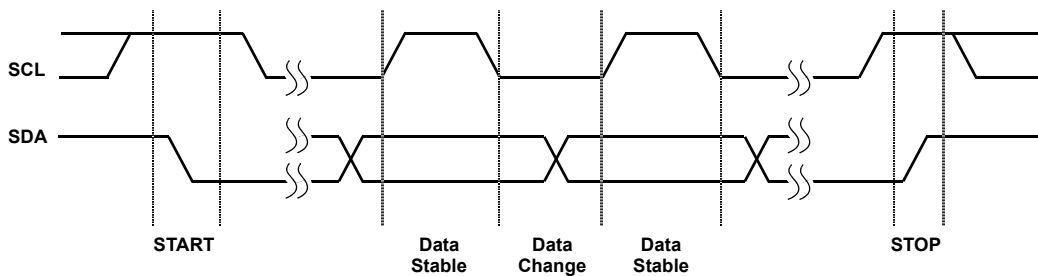 SCL
SDA
START
Data
Stable
Data
Change
Data
Stable
STOP